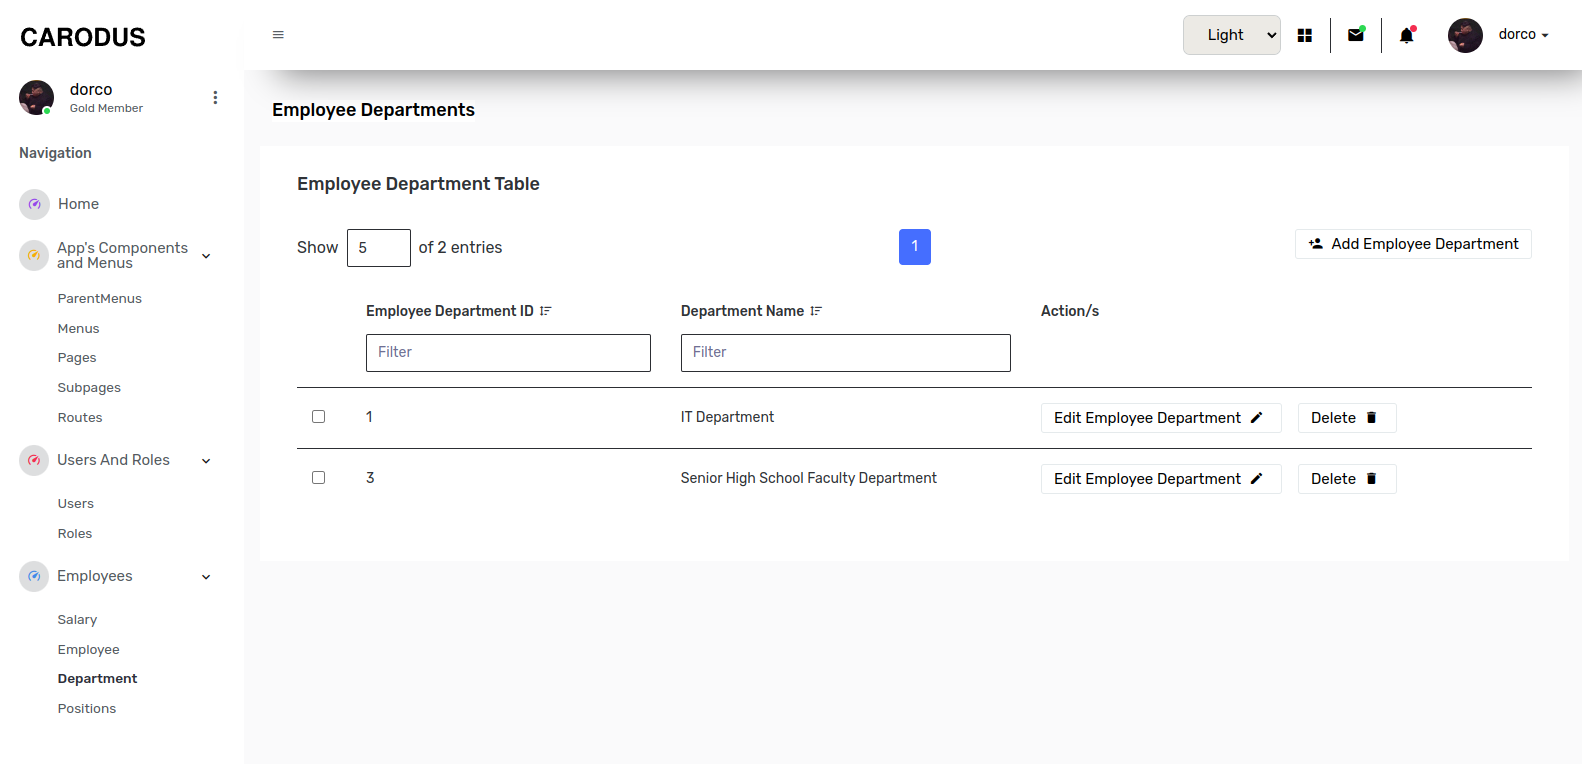 CARODUS
Light
dorco
dorco
Gold Member
Navigation
Home
App's Components
and Menus
ParentMenus
Menus
Pages
Subpages
Routes
Users And Roles
Users
Roles
Employees
Salary
Employee
Department
Positions
Employee Departments
Employee Department Table
Show 5 of 2 entries
1
Add Employee Department
Employee Department ID Department Name Action/s
Filter Filter
1 IT Department Edit Employee Department Delete
3 Senior High School Faculty Department Edit Employee Department Delete